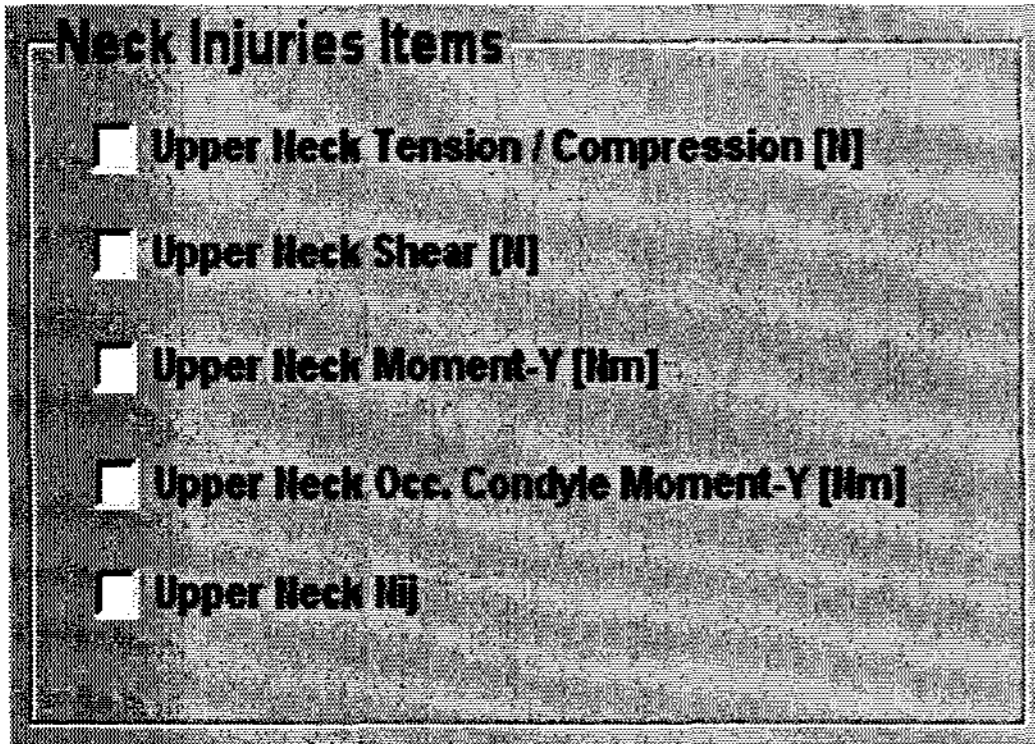 Neck Injuries Items
Upper Neck Tension / Compression [N]
Upper Neck Shear [N]
Upper Neck Moment-Y [Nm]
Upper Neck Occ. Condyle Moment-Y [Nm]
Upper Neck Nij